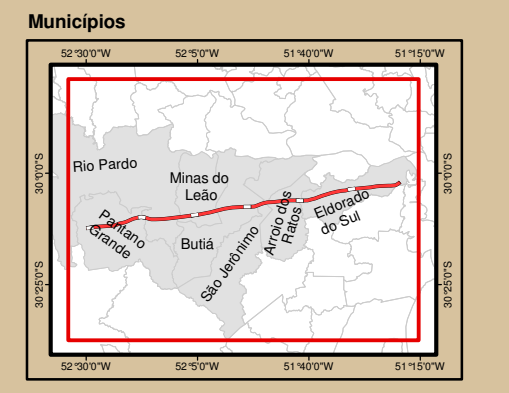 Municípios
52°30'0"W 52°5'0"W 51°40'0"W 51°15'0"W
30°0'0"S 30°0'0"S
Rio Pardo
Minas do
Leão
Pantano
Grande
Butiá
São Jerônimo
Arroio dos
Ratos
Eldorado
do Sul
30°25'0"S 30°25'0"S
52°30'0"W 52°5'0"W 51°40'0"W 51°15'0"W